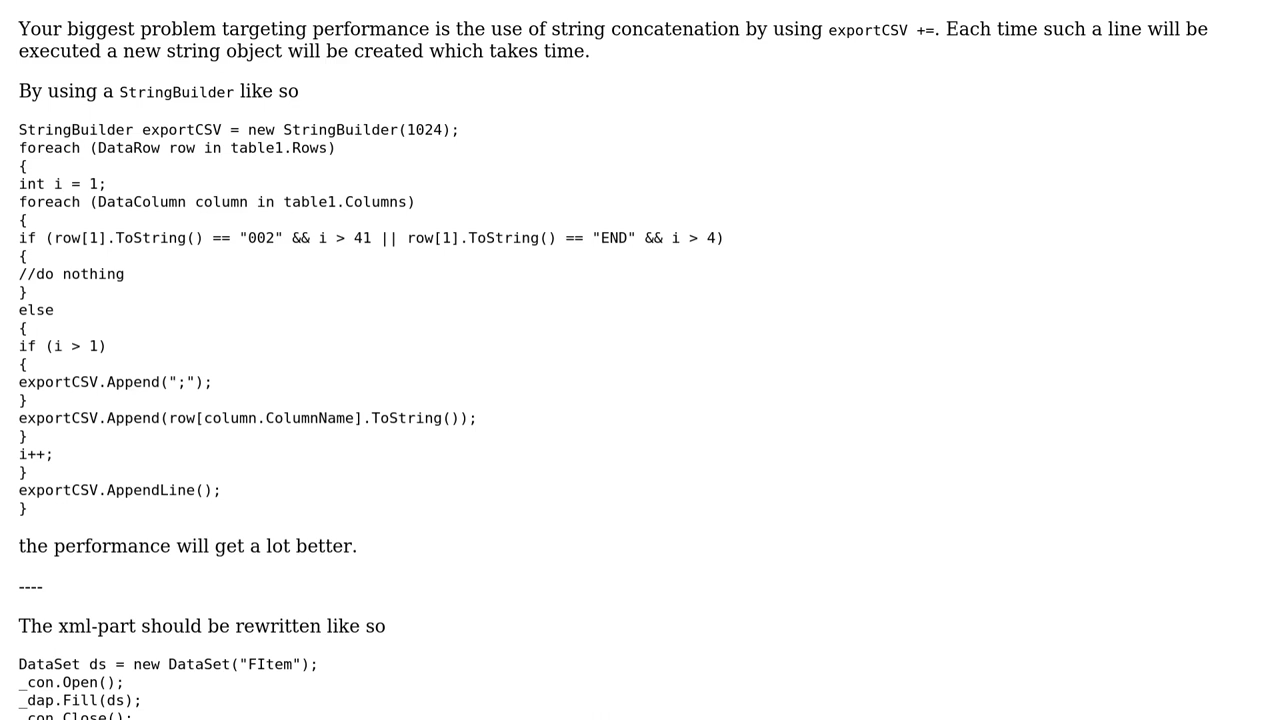 Your biggest problem targeting performance is the use of string concatenation by using exportCSV +=. Each time such a line will be
executed a new string object will be created which takes time.
By using a StringBuilder like so
StringBuilder exportCSV = new StringBuilder(1024);
foreach (DataRow row in table1.Rows)
{
int i = 1;
foreach (DataColumn column in table1.Columns)
{
if (row[1].ToString() == "002" && i > 41 || row[1].ToString() == "END" && i > 4)
{
//do nothing
}
else
{
if (i > 1)
{
exportCSV.Append(";");
}
exportCSV.Append(row[column.ColumnName].ToString());
}
i++;
}
exportCSV.AppendLine();
}
the performance will get a lot better.
----
The xml-part should be rewritten like so
DataSet ds = new DataSet("FItem");
_con.Open();
_dap.Fill(ds);
_con.Close();